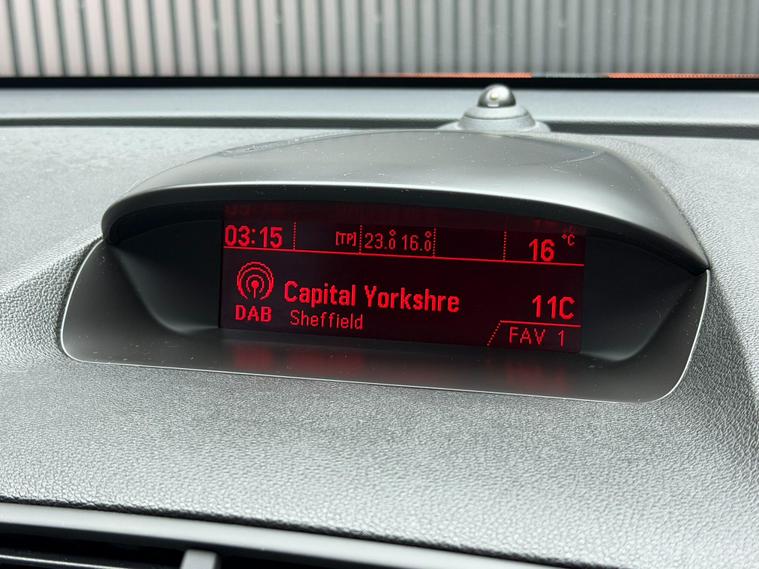 03:15 [TP] 23.0° 16.0° 16°C
Capital Yorkshre 11C
DAB Sheffield FAV 1